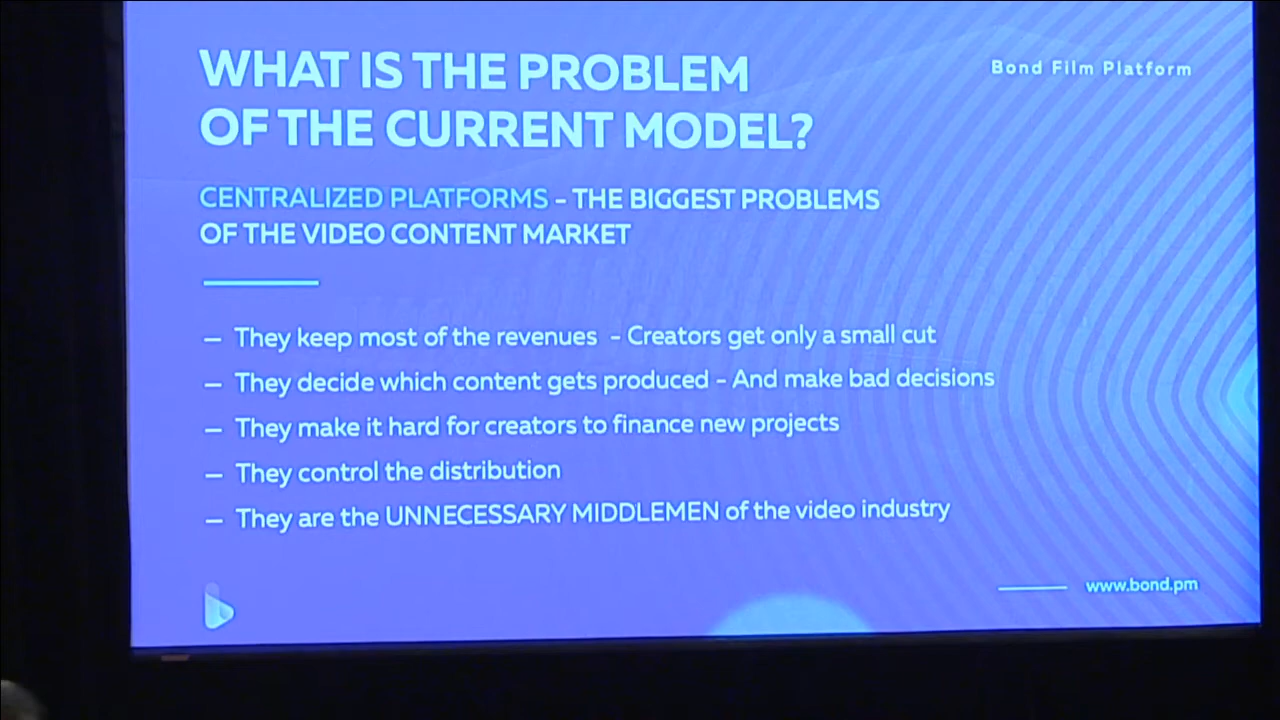 WHAT IS THE PROBLEM
OF THE CURRENT MODEL?
Bond Film Platform
CENTRALIZED PLATFORMS - THE BIGGEST PROBLEMS
OF THE VIDEO CONTENT MARKET
— They keep most of the revenues - Creators get only a small cut
— They decide which content gets produced - And make bad decisions
— They make it hard for creators to finance new projects
— They control the distribution
— They are the UNNECESSARY MIDDLEMEN of the video industry
www.bond.pm